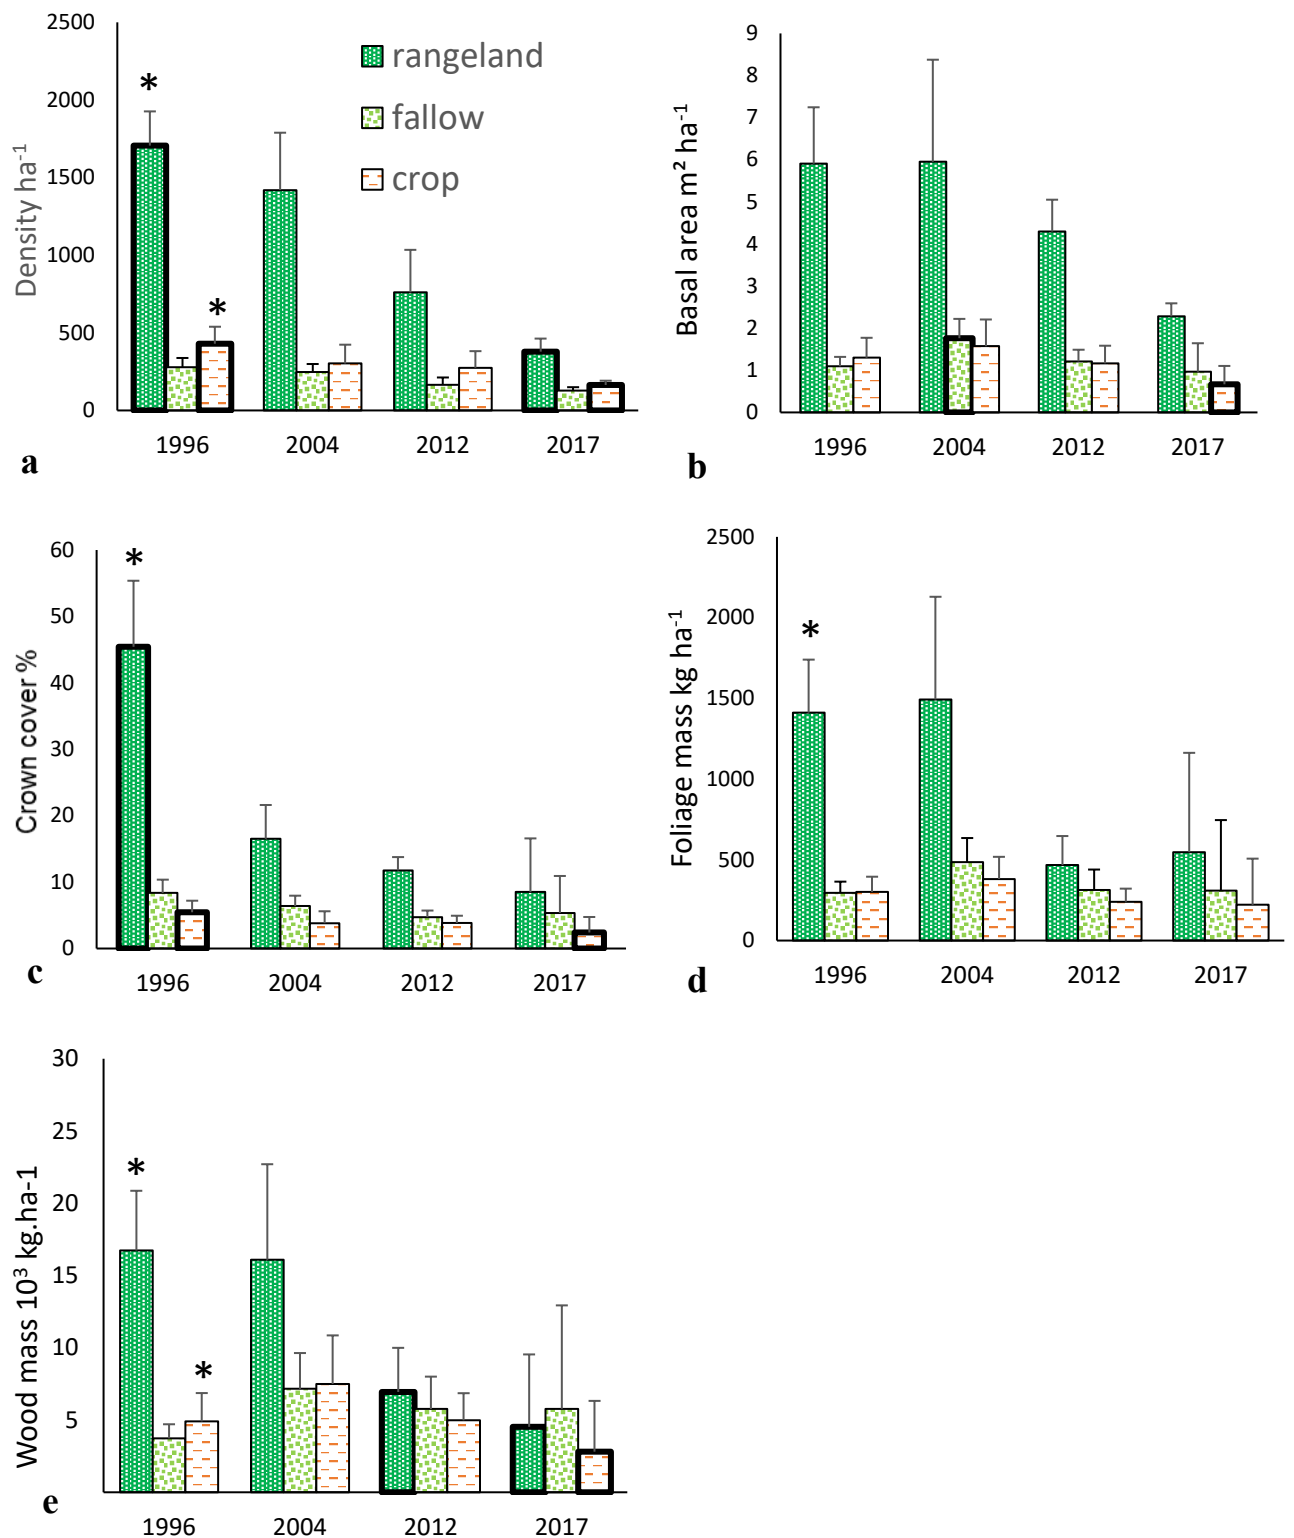 2500
2000
1500
1000
500
0
Density ha⁻¹
*
*
rangeland
fallow
crop
1996 2004 2012 2017
a
9
8
7
6
5
4
3
2
1
0
Basal area m² ha⁻¹
1996 2004 2012 2017
b
60
50
40
30
20
10
0
Crown cover %
*
1996 2004 2012 2017
c
2500
2000
1500
1000
500
0
Foliage mass kg ha⁻¹
*
1996 2004 2012 2017
d
30
25
20
15
10
5
Wood mass 10³ kg.ha-1
*
*
1996 2004 2012 2017
e